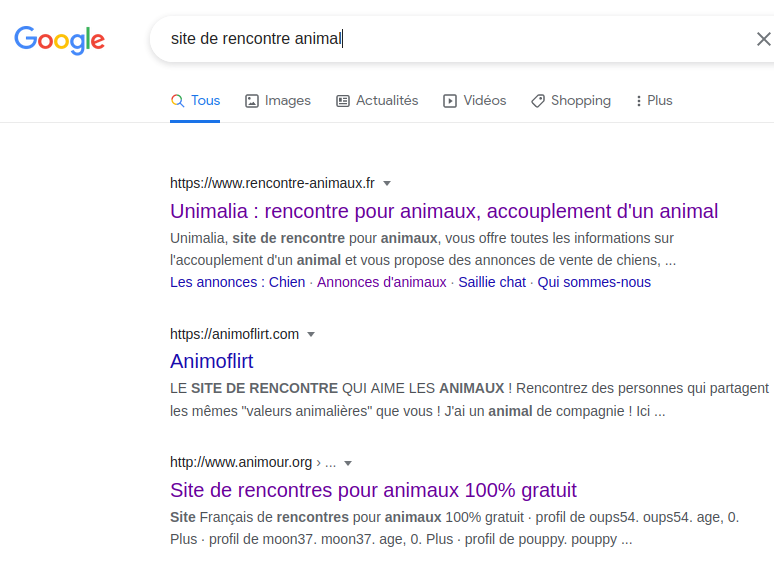 Google
site de rencontre animal
Tous Images Actualités Vidéos Shopping Plus
https://www.rencontre-animaux.fr
Unimalia : rencontre pour animaux, accouplement d'un animal
Unimalia, site de rencontre pour animaux, vous offre toutes les informations sur
l'accouplement d'un animal et vous propose des annonces de vente de chiens, ...
Les annonces : Chien · Annonces d'animaux · Saillie chat · Qui sommes-nous
https://animoflirt.com
Animoflirt
LE SITE DE RENCONTRE QUI AIME LES ANIMAUX ! Rencontrez des personnes qui partagent
les mêmes "valeurs animalières" que vous ! J'ai un animal de compagnie ! Ici ...
http://www.animour.org › ...
Site de rencontres pour animaux 100% gratuit
Site Français de rencontres pour animaux 100% gratuit · profil de oups54. oups54. age, 0.
Plus · profil de moon37. moon37. age, 0. Plus · profil de pouppy. pouppy ...